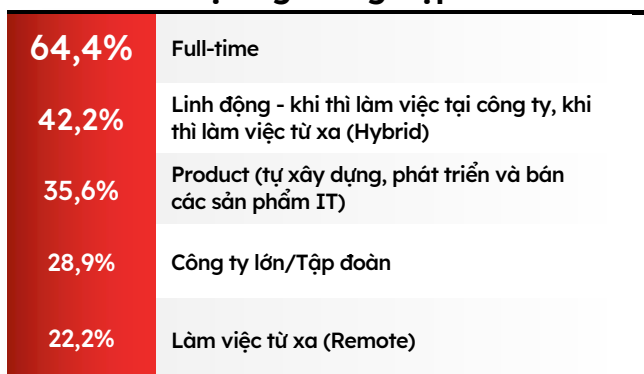 64,4% Full-time
42,2% Linh động - khi thì làm việc tại công ty, khi
thì làm việc từ xa (Hybrid)
35,6% Product (tự xây dựng, phát triển và bán
các sản phẩm IT)
28,9% Công ty lớn/Tập đoàn
22,2% Làm việc từ xa (Remote)